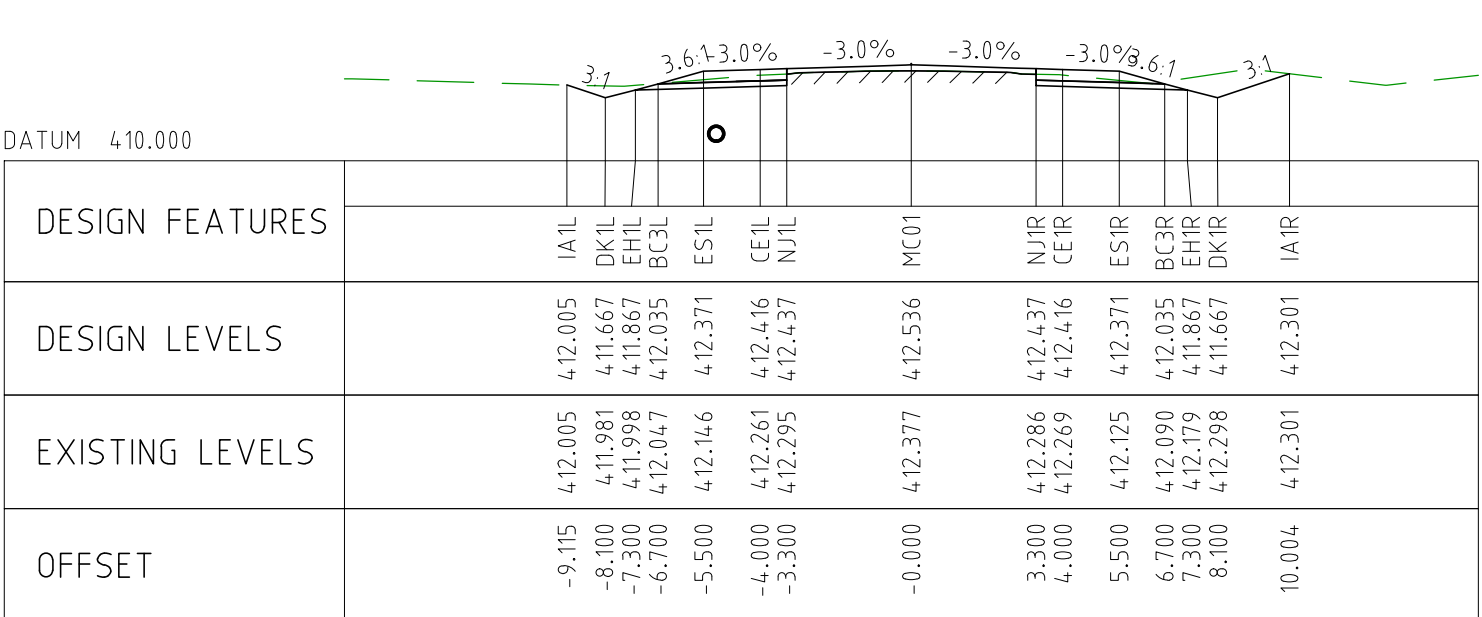 3:1 3.6:1 -3.0% -3.0% -3.0% -3.0% 3.6:1 3:1
DATUM 410.000
DESIGN FEATURES IA1L DK1L EH1L BC3L ES1L CE1L NJ1L MC01 NJ1R CE1R ES1R BC3R EH1R DK1R IA1R
DESIGN LEVELS 412.005 411.667 411.867 412.035 412.371 412.416 412.437 412.536 412.437 412.416 412.371 412.035 411.867 411.667 412.301
EXISTING LEVELS 412.005 411.981 411.998 412.047 412.146 412.261 412.295 412.377 412.286 412.269 412.125 412.090 412.179 412.298 412.301
OFFSET -9.115 -8.100 -7.300 -6.700 -5.500 -4.000 -3.300 -0.000 3.300 4.000 5.500 6.700 7.300 8.100 10.004